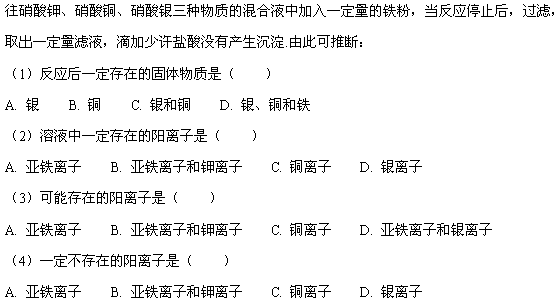 往硝酸钾、硝酸铜、硝酸银三种物质的混合液中加入一定量的铁粉，当反应停止后，过滤，
取出一定量滤液，滴加少许盐酸没有产生沉淀.由此可推断：
（1）反应后一定存在的固体物质是（　　）
A. 银　B. 铜　C. 银和铜　D. 银、铜和铁
（2）溶液中一定存在的阳离子是（　　）
A. 亚铁离子　B. 亚铁离子和钾离子　C. 铜离子　D. 银离子
（3）可能存在的阳离子是（　　）
A. 亚铁离子　B. 亚铁离子和钾离子　C. 铜离子　D. 亚铁离子和银离子
（4）一定不存在的阳离子是（　　）
A. 亚铁离子　B. 亚铁离子和钾离子　C. 铜离子　D. 银离子